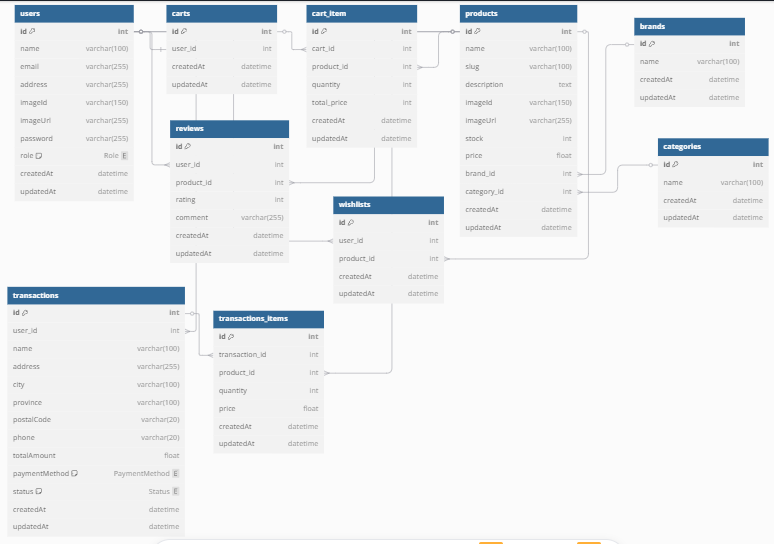 users
id int
name varchar(100)
email varchar(255)
address varchar(255)
imageId varchar(150)
imageUrl varchar(255)
password varchar(255)
role Role E
createdAt datetime
updatedAt datetime
carts
id int
user_id int
createdAt datetime
updatedAt datetime
cart_item
id int
cart_id int
product_id int
quantity int
total_price int
createdAt datetime
updatedAt datetime
products
id int
name varchar(100)
slug varchar(100)
description text
imageId varchar(150)
imageUrl varchar(255)
stock int
price float
brand_id int
category_id int
createdAt datetime
updatedAt datetime
brands
id int
name varchar(100)
createdAt datetime
updatedAt datetime
categories
id int
name varchar(100)
createdAt datetime
updatedAt datetime
reviews
id int
user_id int
product_id int
rating int
comment varchar(255)
createdAt datetime
updatedAt datetime
wishlists
id int
user_id int
product_id int
createdAt datetime
updatedAt datetime
transactions
id int
user_id int
name varchar(100)
address varchar(255)
city varchar(100)
province varchar(100)
postalCode varchar(20)
phone varchar(20)
totalAmount float
paymentMethod PaymentMethod E
status Status E
createdAt datetime
updatedAt datetime
transactions_items
id int
transaction_id int
product_id int
quantity int
price float
createdAt datetime
updatedAt datetime